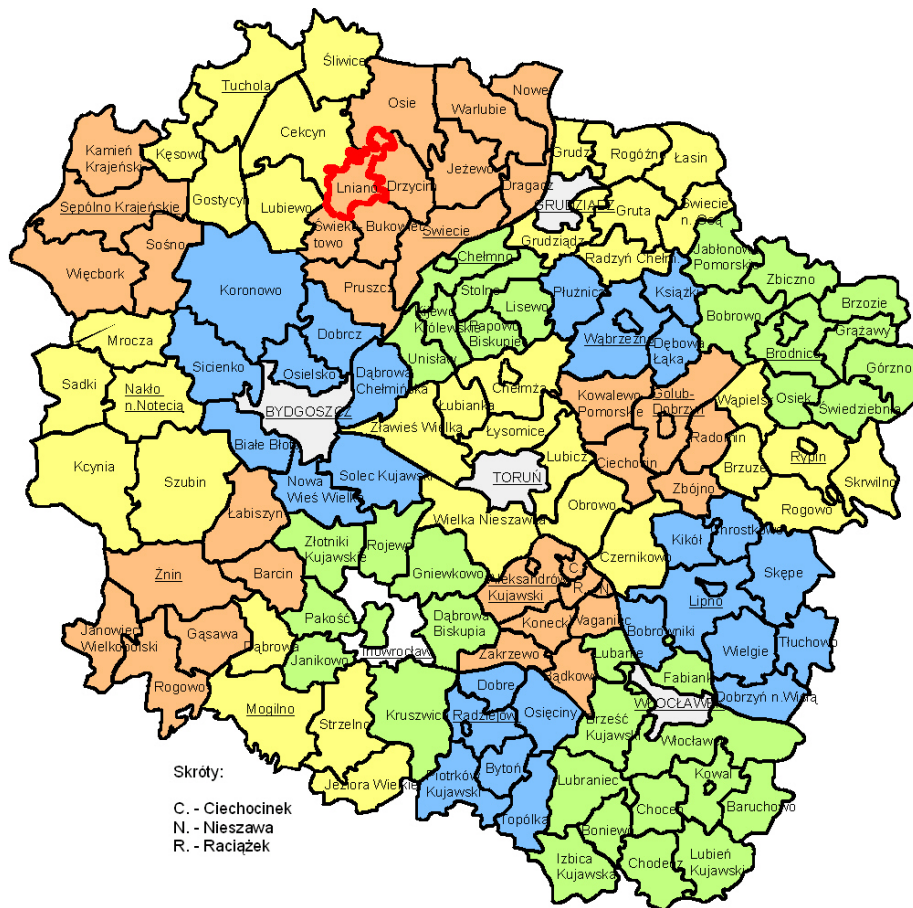 Śliwice
Tuchola
Nowe
Osie
Warlubie
Cekcyn
Kamień
Krajeński
Kęsowo
Grudz
Rogóźno
Łasin
Jeżewo
Lniano
Drzycim
Dragacz
Gostycyn
Lubiewo
Sępólno Krajeńskie
GRUDZIĄDZ
Gruta
Świecie
n. Osą
Święka
towo
Bukowiec
Świecie
Sośno
Grudziądz
Chełmno
Radzyń Chełm.
Jabłonowo
Pomorskie
Zbiczno
Więcbork
Koronowo
Pruszcz
Stolno
Płużnica
Książki
Lisewo
Kijewo
Królewskie
Papowo
Biskupie
Bobrowo
Brzozie
Grążawy
Mrocza
Dobrcz
Wąbrzeźno
Dębowa
Łąka
Brodnica
Sicienko
Osielsko
Unisław
Dąbrowa
Chełmińska
Chełmża
Górzno
Sadki
Nakło
n.Notecią
Kowalewo
Pomorskie
Golub-
Dobrzyń
Wąpielsk
Osiek
Świedziebnia
BYDGOSZCZ
Łubianka
Zławieś Wielka
Łysomice
Radomin
Białe Błota
Lubicz
Ciechocin
Brzuze
Rypin
Kcynia
Szubin
Nowa
Wieś Wielka
Solec Kujawski
TORUŃ
Zbójno
Skrwilno
Obrowo
Rogowo
Łabiszyn
Wielka Nieszawka
Złotniki
Kujawskie
Rojewo
Czernikowo
Kikół
Chrostkowo
Gniewkowo
Skępe
Żnin
Barcin
Aleksandrów
Kujawski
C.
R.
N.
Lipno
Pakość
Dąbrowa
Biskupia
Koneck
Waganiec
Bobrowniki
Janowiec
Wielkopolski
Gąsawa
Dąbrowa
Inowrocław
Wielgie
Tłuchowo
Janikowo
Zakrzewo
Lubanie
Bądkowo
Fabianki
Rogowo
Dobre
Dobrzyń n.Wisłą
Mogilno
Strzelno
Kruszwica
Radziejów
Osięciny
WŁOCŁAWEK
Brześć
Kujawski
Włocławek
Skróty:
Jeziora Wielkie
Piotrków
Kujawski
Bytoń
Lubraniec
Kowal
Choceń
Baruchowo
C. - Ciechocinek
N. - Nieszawa
R. - Raciążek
Topólka
Boniewo
Izbica
Kujawska
Chodecz
Lubień
Kujawski